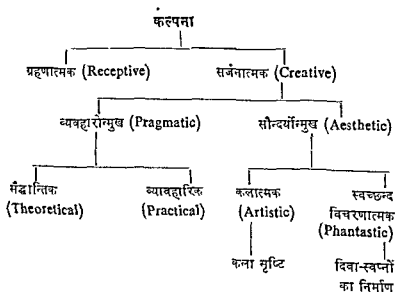 कल्पना
ग्रहणात्मक (Receptive) सर्जनात्मक (Creative)
व्यवहारोन्मुख (Pragmatic) सौन्दर्योन्मुख (Aesthetic)
सैद्धान्तिक व्यावहारिक कलात्मक स्वच्छन्द
(Theoretical) (Practical) (Artistic) विचरणात्मक
(Phantastic)
कला सृष्टि दिवा-स्वप्नों
का निर्माण